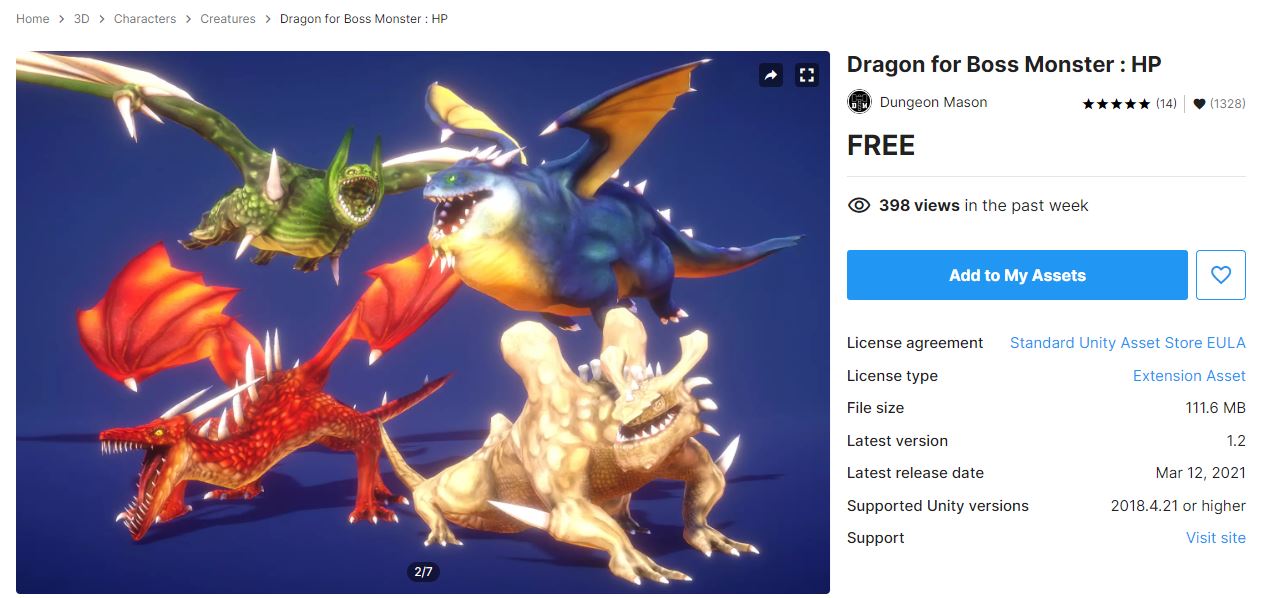 Home > 3D > Characters > Creatures > Dragon for Boss Monster : HP
Dragon for Boss Monster : HP
Dungeon Mason ★★★★★ (14) | ♥ (1328)
FREE
398 views in the past week
Add to My Assets
License agreement Standard Unity Asset Store EULA
License type Extension Asset
File size 111.6 MB
Latest version 1.2
Latest release date Mar 12, 2021
Supported Unity versions 2018.4.21 or higher
Support Visit site
2/7